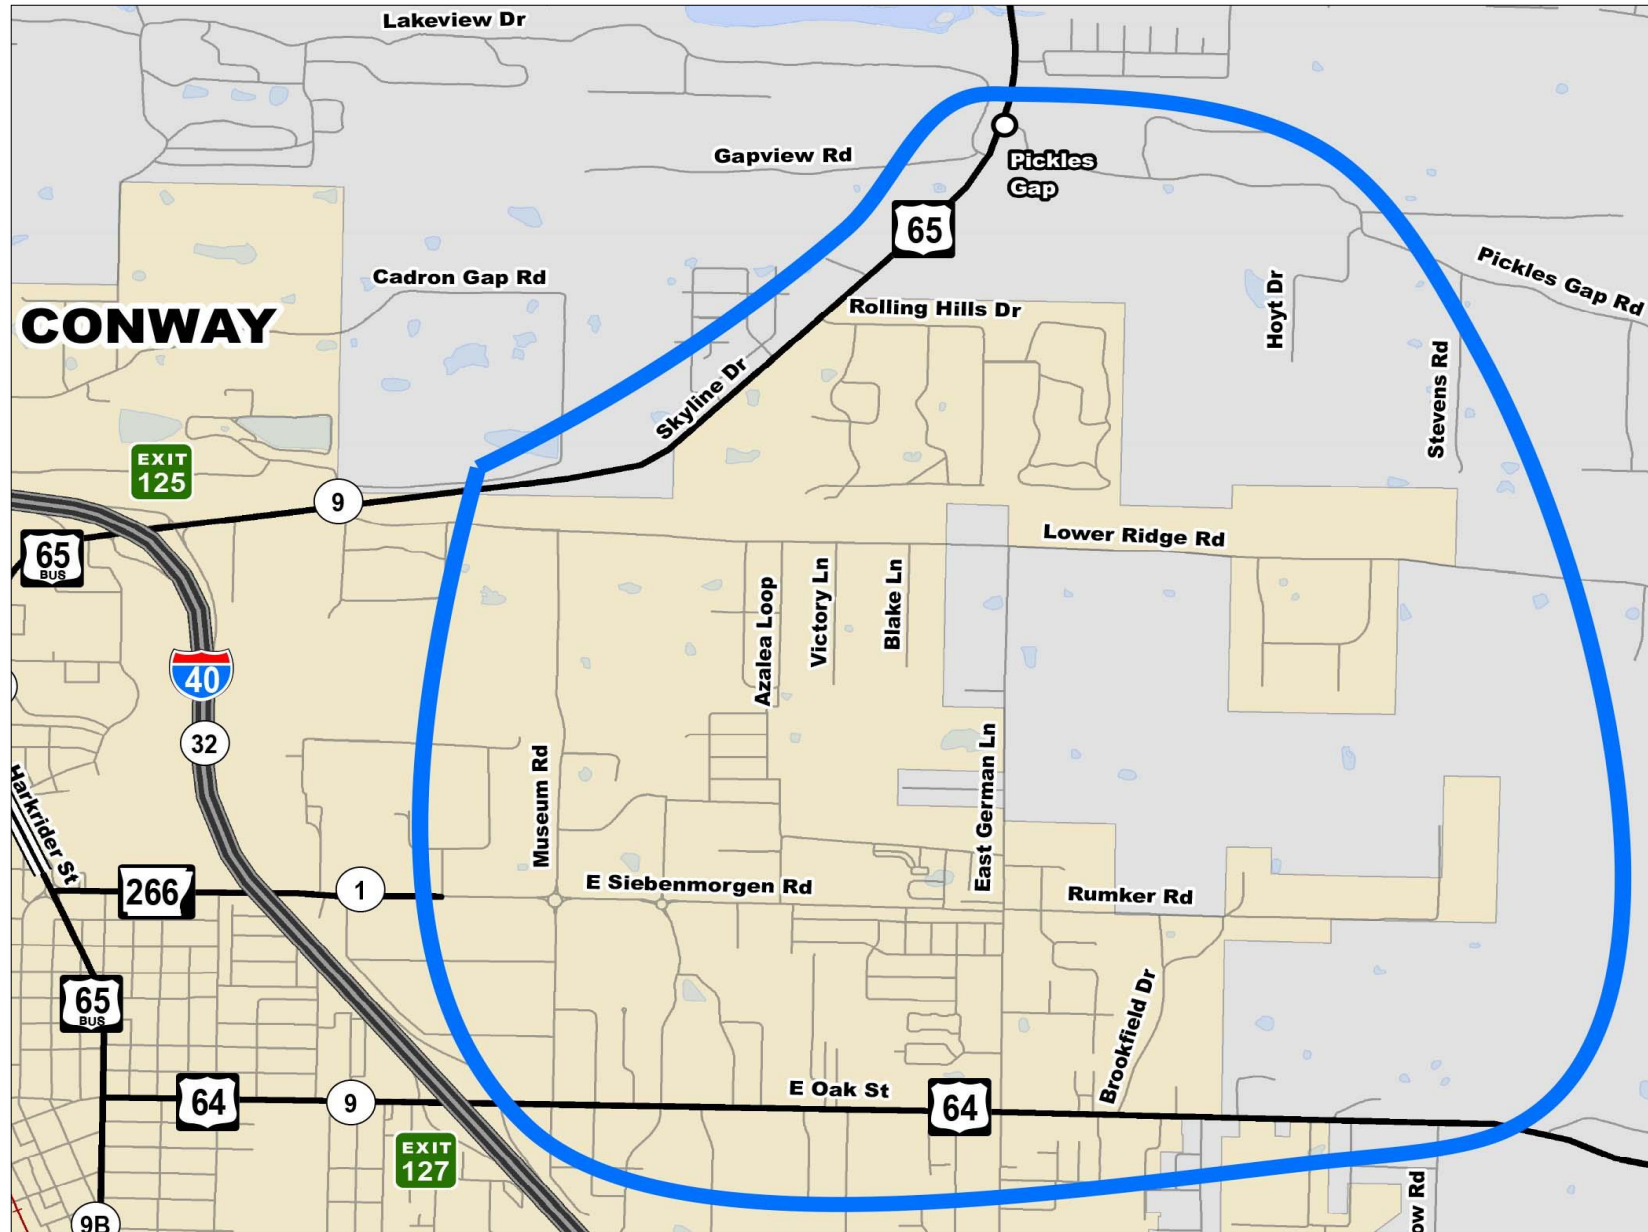 Lakeview Dr
Gapview Rd
Pickles
Gap
65
Cadron Gap Rd
CONWAY
Rolling Hills Dr
Hoyt Dr
Pickles Gap Rd
Stevens Rd
Skyline Dr
EXIT
125
9
65
BUS
Lower Ridge Rd
Azalea Loop
Victory Ln
Blake Ln
40
32
Museum Rd
East German Ln
Harkrider St
266
1
E Siebenmorgen Rd
Rumker Rd
65
BUS
Brookfield Dr
64
9
E Oak St
64
EXIT
127
9B